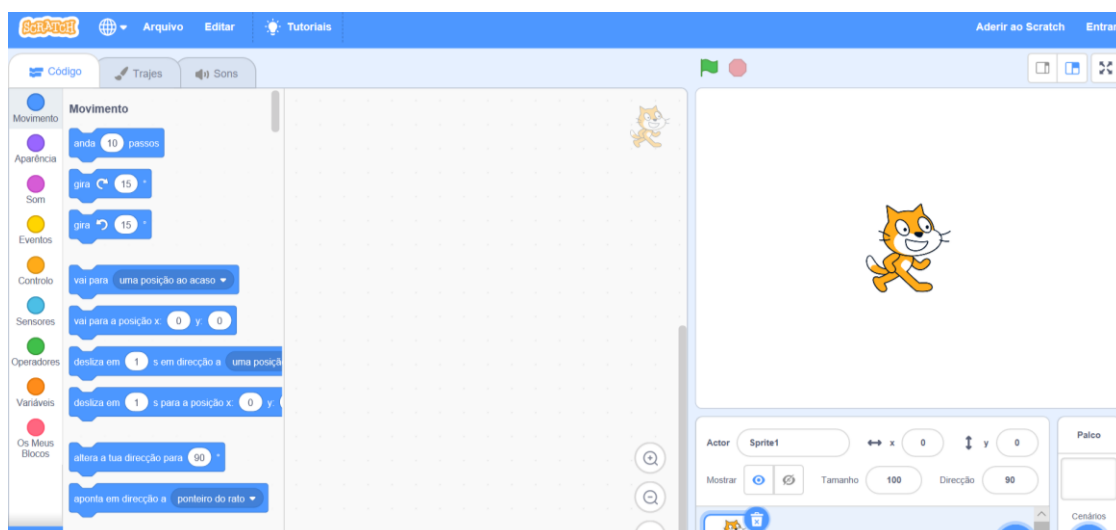 SCRATCH Arquivo Editar Tutoriais Aderir ao Scratch Entrar
Código Trajes Sons
Movimento
Aparência
Som
Eventos
Controlo
Sensores
Operadores
Variáveis
Os Meus
Blocos
Movimento
anda 10 passos
gira 15 °
gira 15 °
vai para uma posição ao acaso
vai para a posição x: 0 y: 0
desliza em 1 s em direcção a uma posiçã
desliza em 1 s para a posição x: 0 y:
altera a tua direcção para 90 °
aponta em direcção a ponteiro do rato
Actor Sprite1 x 0 y 0
Mostrar Tamanho 100 Direcção 90
Palco
Cenários